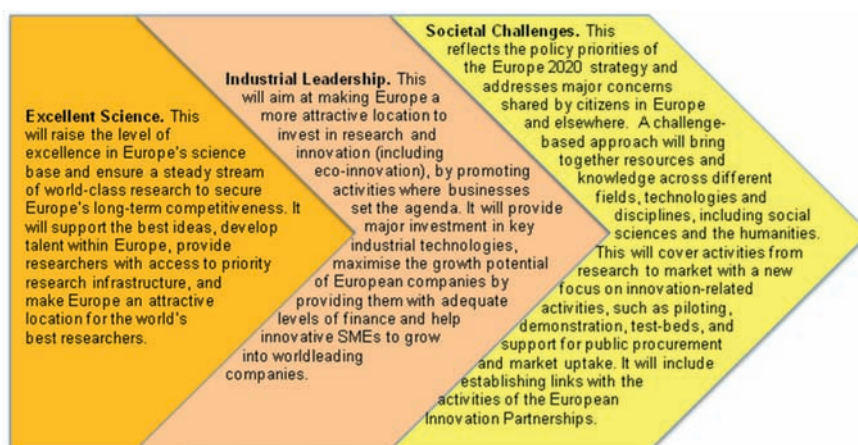 Excellent Science. This
will raise the level of
excellence in Europe's science
base and ensure a steady stream
of world-class research to secure
Europe's long-term competitiveness. It
will support the best ideas, develop
talent within Europe, provide
researchers with access to priority
research infrastructure, and
make Europe an attractive
location for the world's
best researchers.
Industrial Leadership. This
will aim at making Europe a
more attractive location to
invest in research and
innovation (including
eco-innovation), by promoting
activities where businesses
set the agenda. It will provide
major investment in key
industrial technologies,
maximise the growth potential
of European companies by
providing them with adequate
levels of finance and help
innovative SMEs to grow
into worldleading
companies.
Societal Challenges. This
reflects the policy priorities of
the Europe 2020 strategy and
addresses major concerns
shared by citizens in Europe
and elsewhere. A challenge-
based approach will bring
together resources and
knowledge across different
fields, technologies and
disciplines, including social
sciences and the humanities.
This will cover activities from
research to market with a new
focus on innovation-related
activities, such as piloting,
demonstration, test-beds, and
support for public procurement
and market uptake. It will include
establishing links with the
activities of the European
Innovation Partnerships.